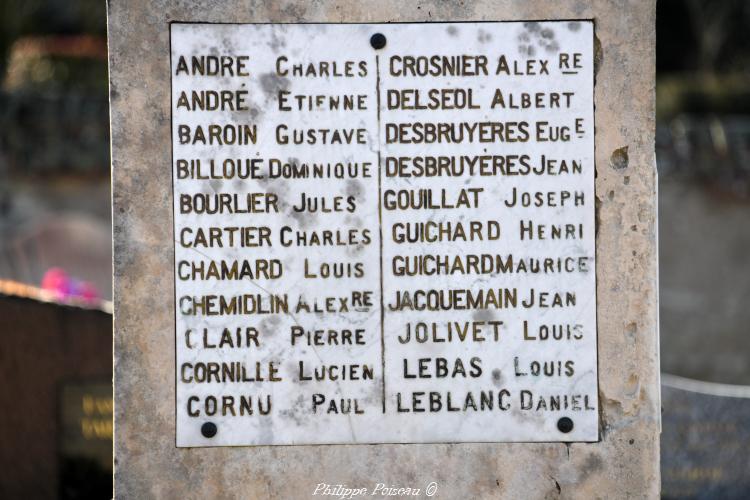 ANDRÉ CHARLES
ANDRÉ ETIENNE
BAROIN GUSTAVE
BILLOUÉ DOMINIQUE
BOURLIER JULES
CARTIER CHARLES
CHAMARD LOUIS
CHEMIDLIN ALEXRE
CLAIR PIERRE
CORNILLE LUCIEN
CORNU PAUL
CROSNIER ALEXRE
DELSEOL ALBERT
DESBRUYÈRES EUGE
DESBRUYÈRES JEAN
GOUILLAT JOSEPH
GUICHARD HENRI
GUICHARD MAURICE
JACQUEMAIN JEAN
JOLIVET LOUIS
LEBAS LOUIS
LEBLANC DANIEL
Philippe Poiseau ©